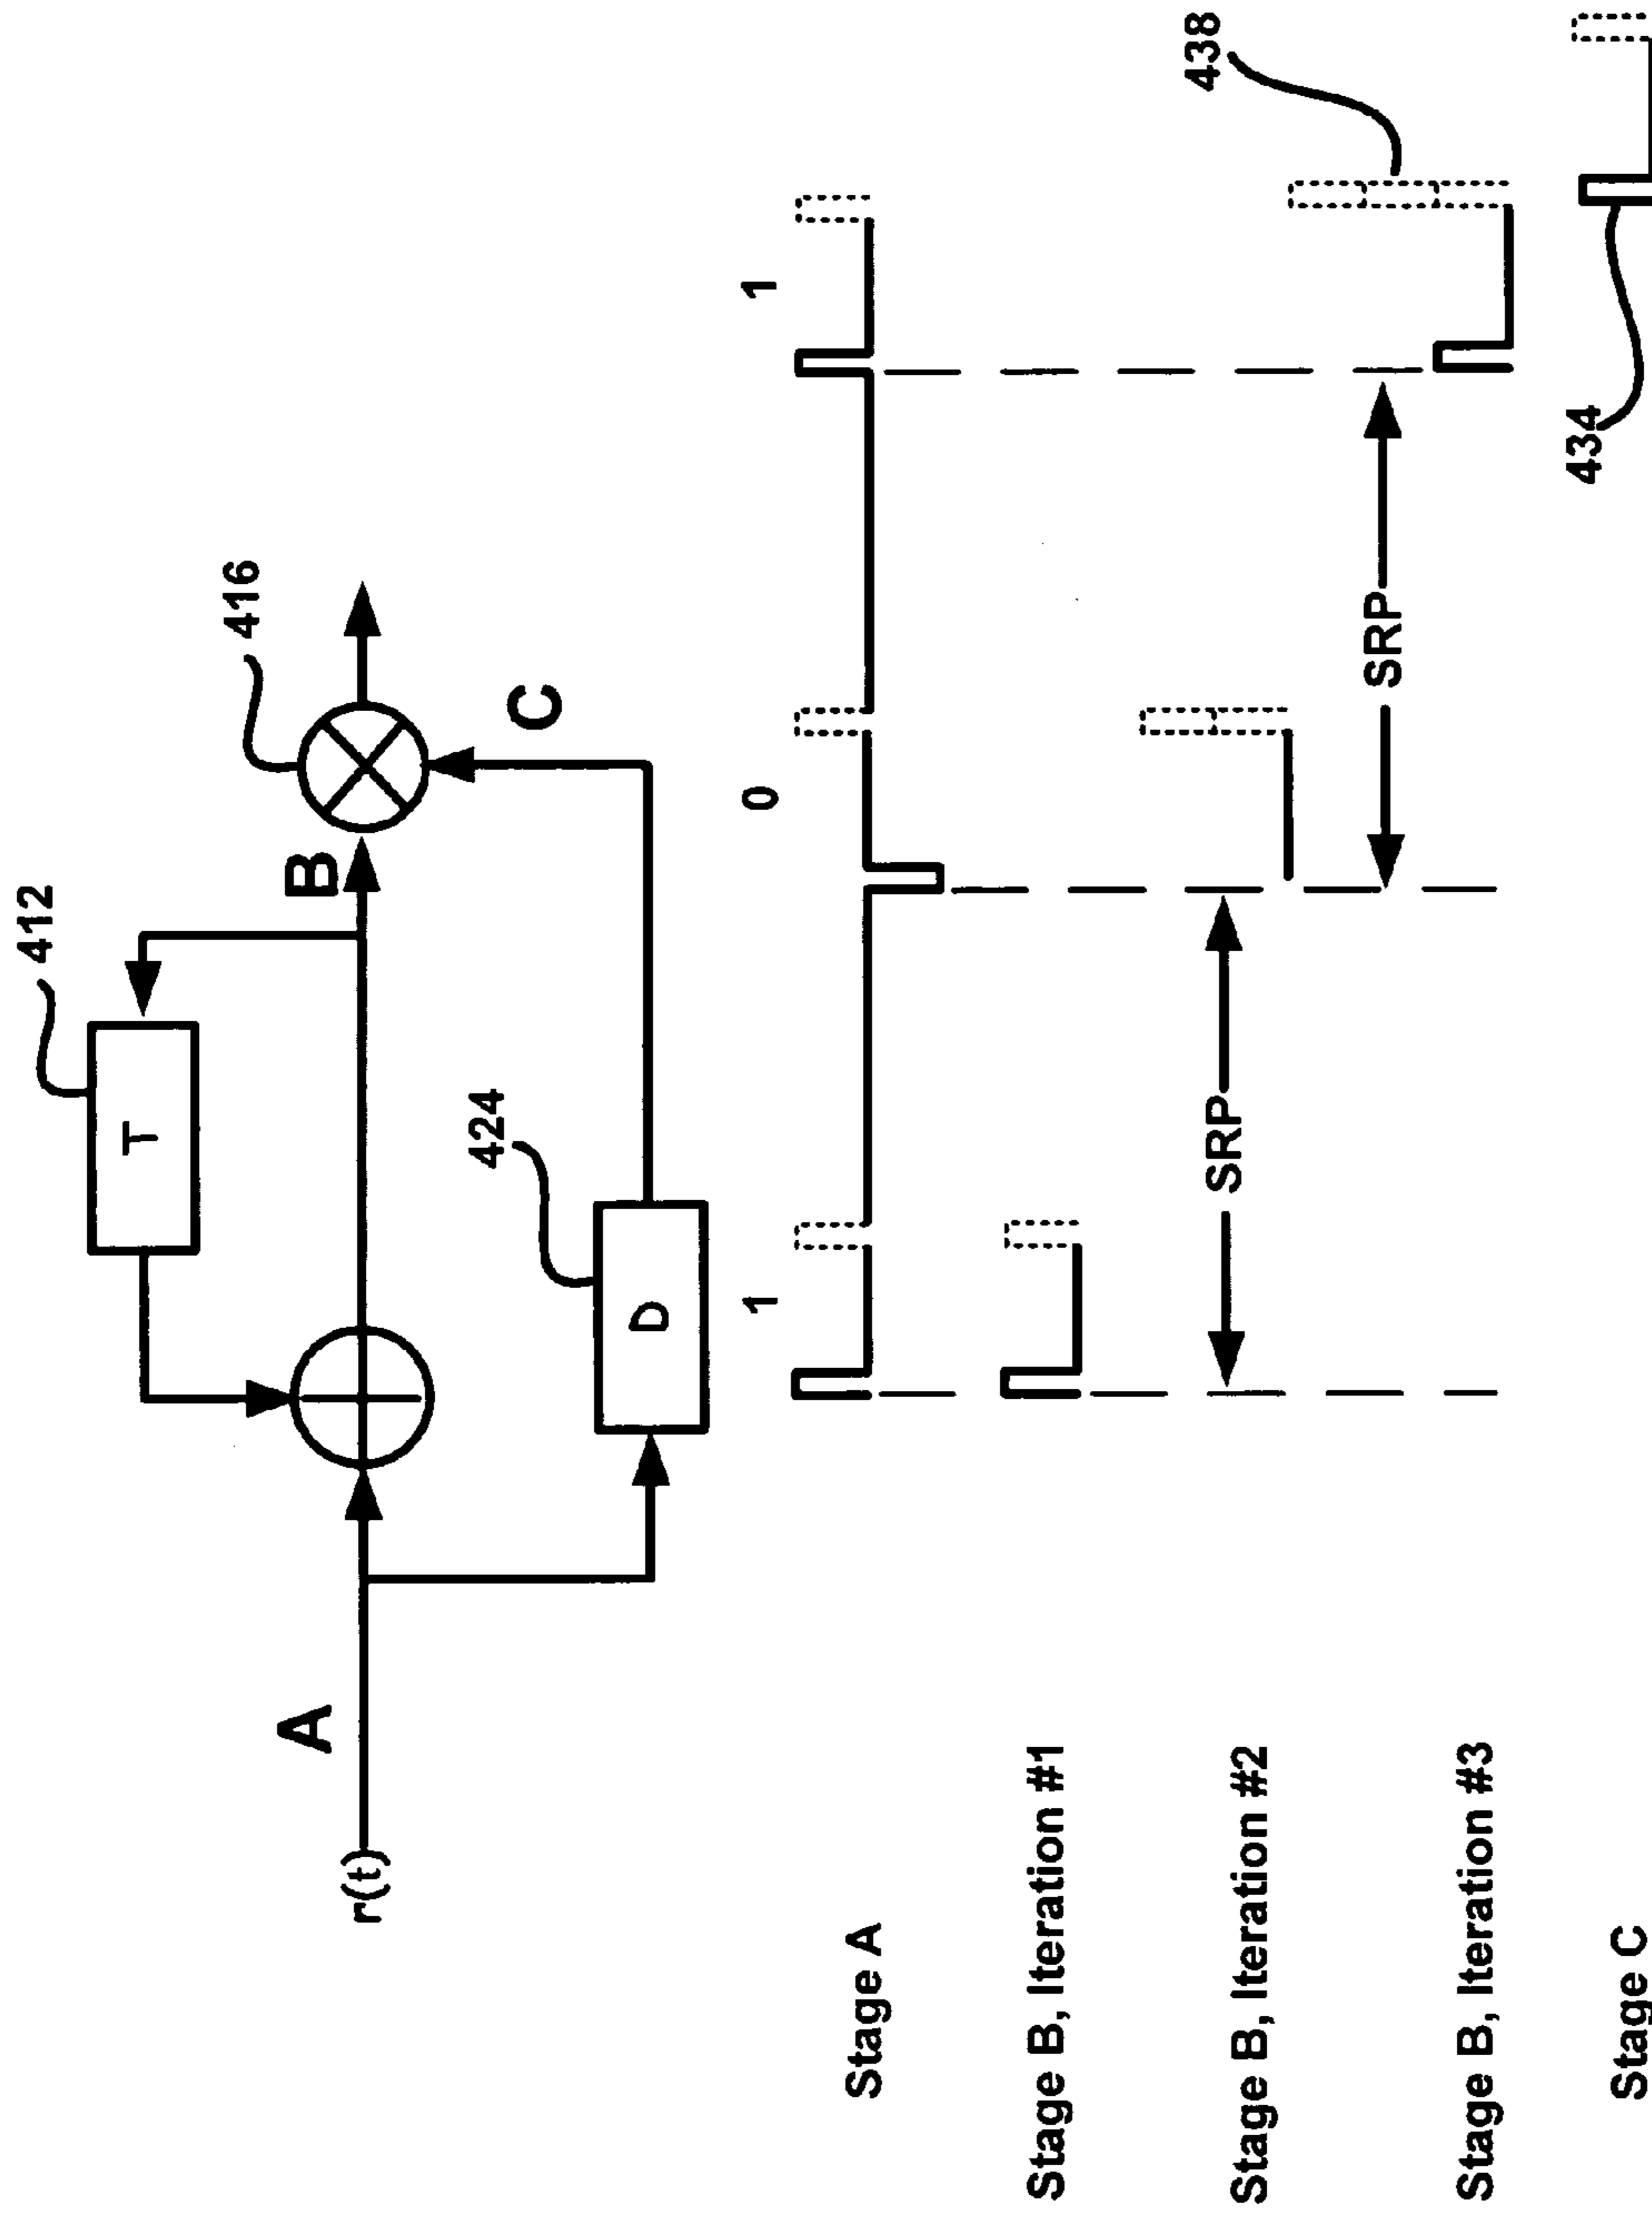 412
T
416
r(t)
A
B
C
424
D
1
0
1
Stage A
Stage B, Iteration #1
SRP
Stage B, Iteration #2
SRP
438
Stage B, Iteration #3
434
Stage C